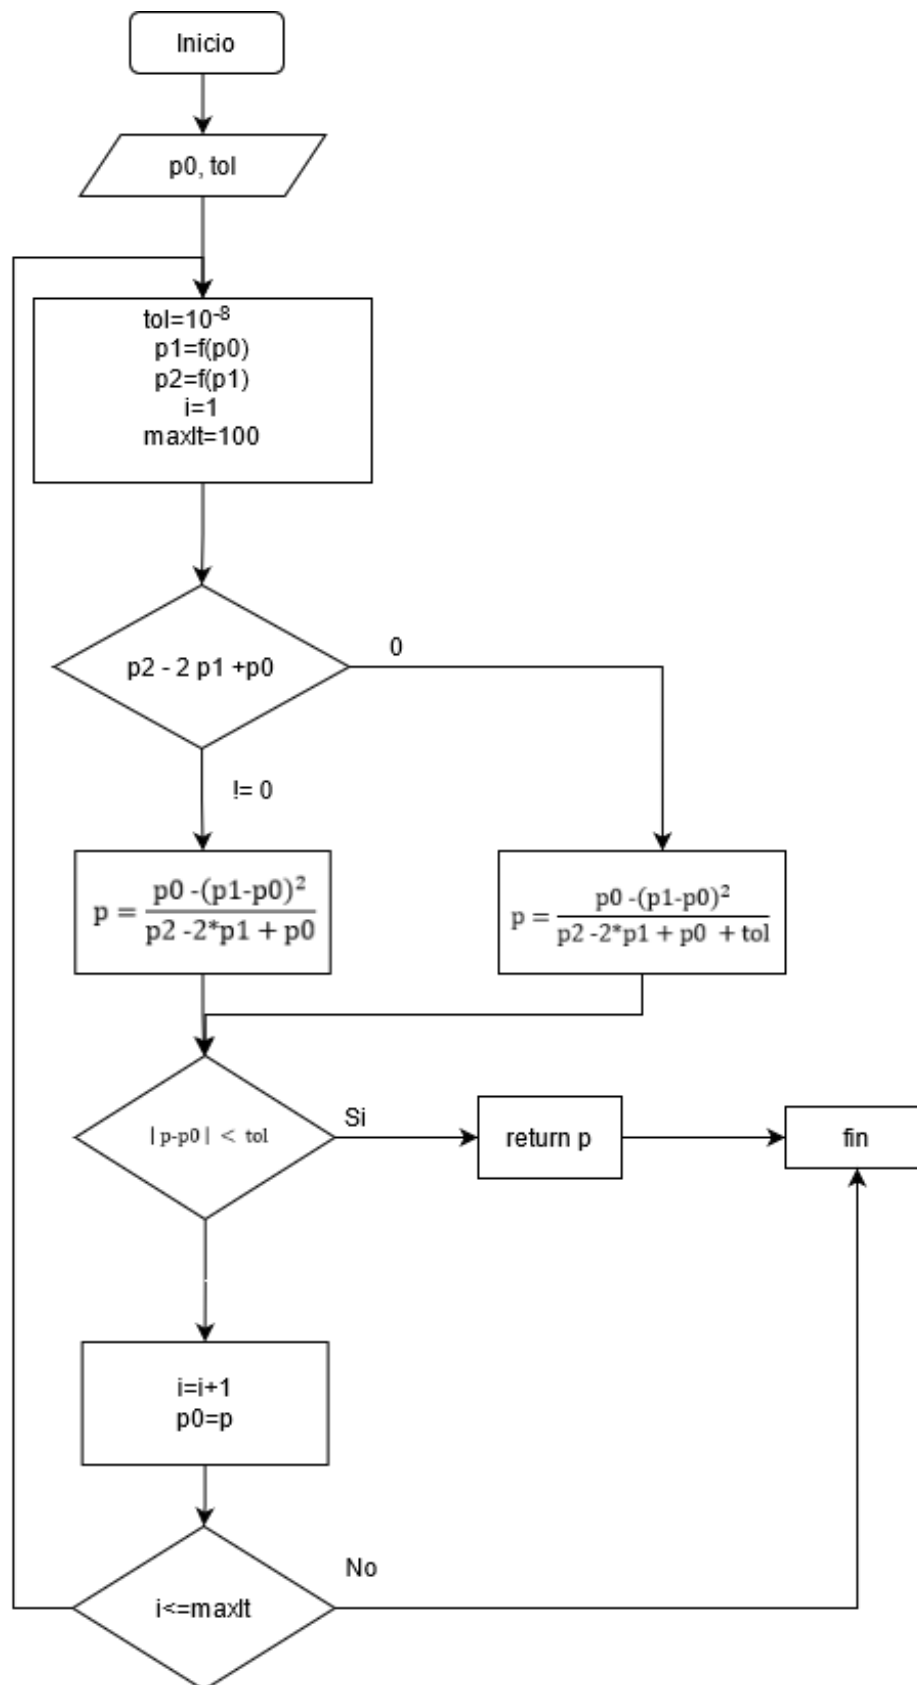 Inicio
p0, tol
tol=10⁻⁸
p1=f(p0)
p2=f(p1)
i=1
maxIt=100
p2 - 2 p1 +p0
0
!= 0
p = p0 -(p1-p0)² / p2 -2*p1 + p0
p = p0 -(p1-p0)² / p2 -2*p1 + p0 + tol
| p-p0 | < tol
Si
return p
fin
i=i+1
p0=p
i<=maxIt
No